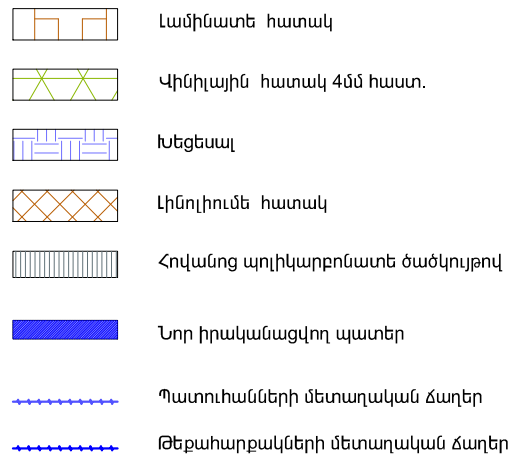 Լամինատե հատակ
Վինիլային հատակ 4մմ հաստ.
Խեցեսալ
Լինոլիումե հատակ
Հովանոց պոլիկարբոնատե ծածկույթով
Նոր իրականացվող պատեր
Պատուհանների մետաղական ճաղեր
Թեքահարքակների մետաղական ճաղեր